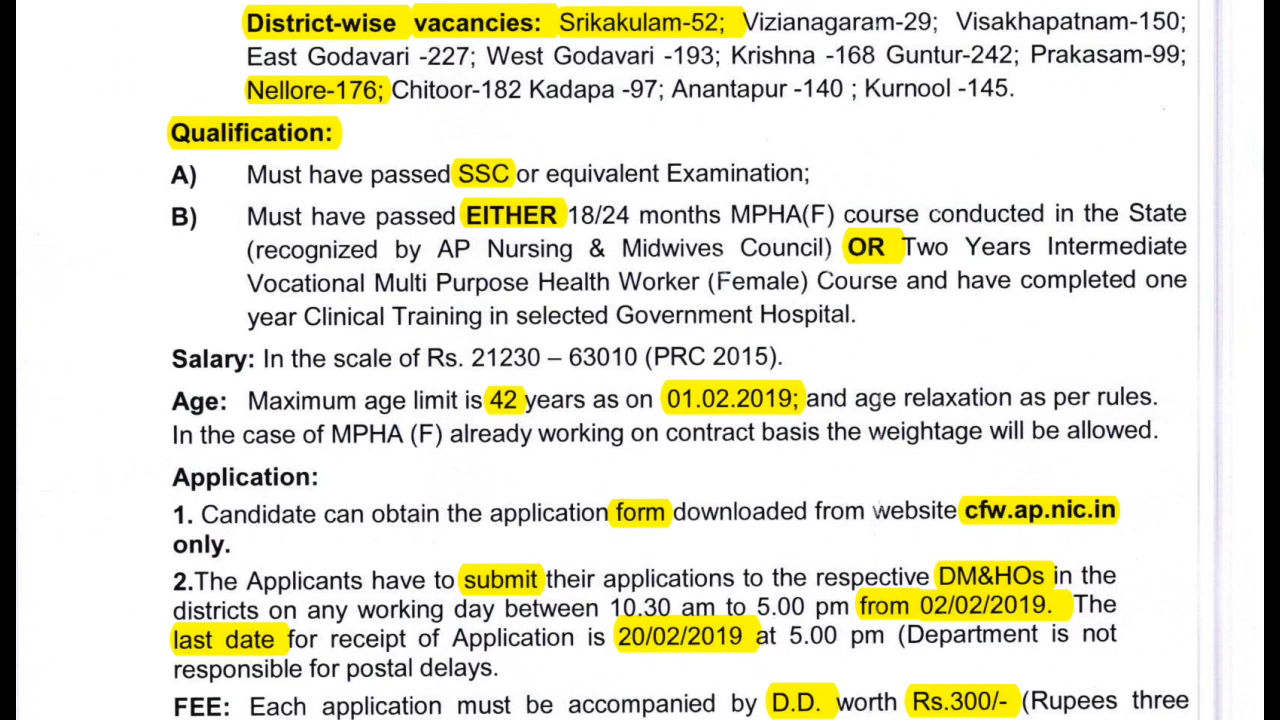 District-wise vacancies: Srikakulam-52; Vizianagaram-29; Visakhapatnam-150;
East Godavari -227; West Godavari -193; Krishna -168 Guntur-242; Prakasam-99;
Nellore-176; Chitoor-182 Kadapa -97; Anantapur -140 ; Kurnool -145.
Qualification:
A) Must have passed SSC or equivalent Examination;
B) Must have passed EITHER 18/24 months MPHA(F) course conducted in the State
(recognized by AP Nursing & Midwives Council) OR Two Years Intermediate
Vocational Multi Purpose Health Worker (Female) Course and have completed one
year Clinical Training in selected Government Hospital.
Salary: In the scale of Rs. 21230 – 63010 (PRC 2015).
Age: Maximum age limit is 42 years as on 01.02.2019; and age relaxation as per rules.
In the case of MPHA (F) already working on contract basis the weightage will be allowed.
Application:
1. Candidate can obtain the application form downloaded from website cfw.ap.nic.in
only.
2.The Applicants have to submit their applications to the respective DM&HOs in the
districts on any working day between 10.30 am to 5.00 pm from 02/02/2019. The
last date for receipt of Application is 20/02/2019 at 5.00 pm (Department is not
responsible for postal delays.
FEE: Each application must be accompanied by D.D. worth Rs.300/- (Rupees three